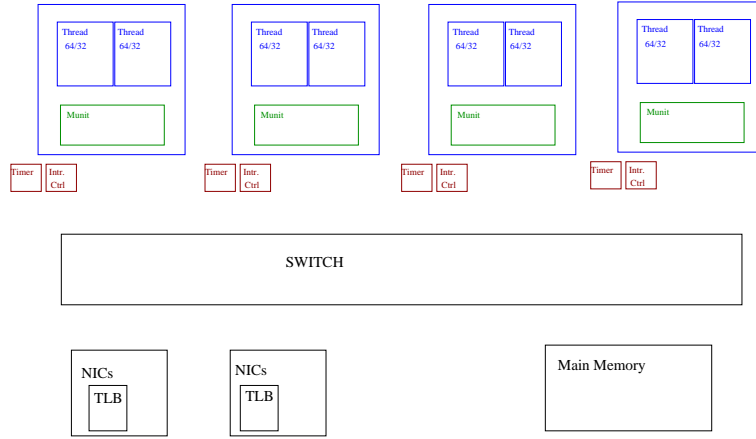 Thread
64/32
Thread
64/32
Munit
Thread
64/32
Thread
64/32
Munit
Thread
64/32
Thread
64/32
Munit
Thread
64/32
Thread
64/32
Munit
Timer
Intr.
Ctrl
Timer
Intr.
Ctrl
Timer
Intr.
Ctrl
Timer
Intr.
Ctrl
SWITCH
NICs
TLB
NICs
TLB
Main Memory